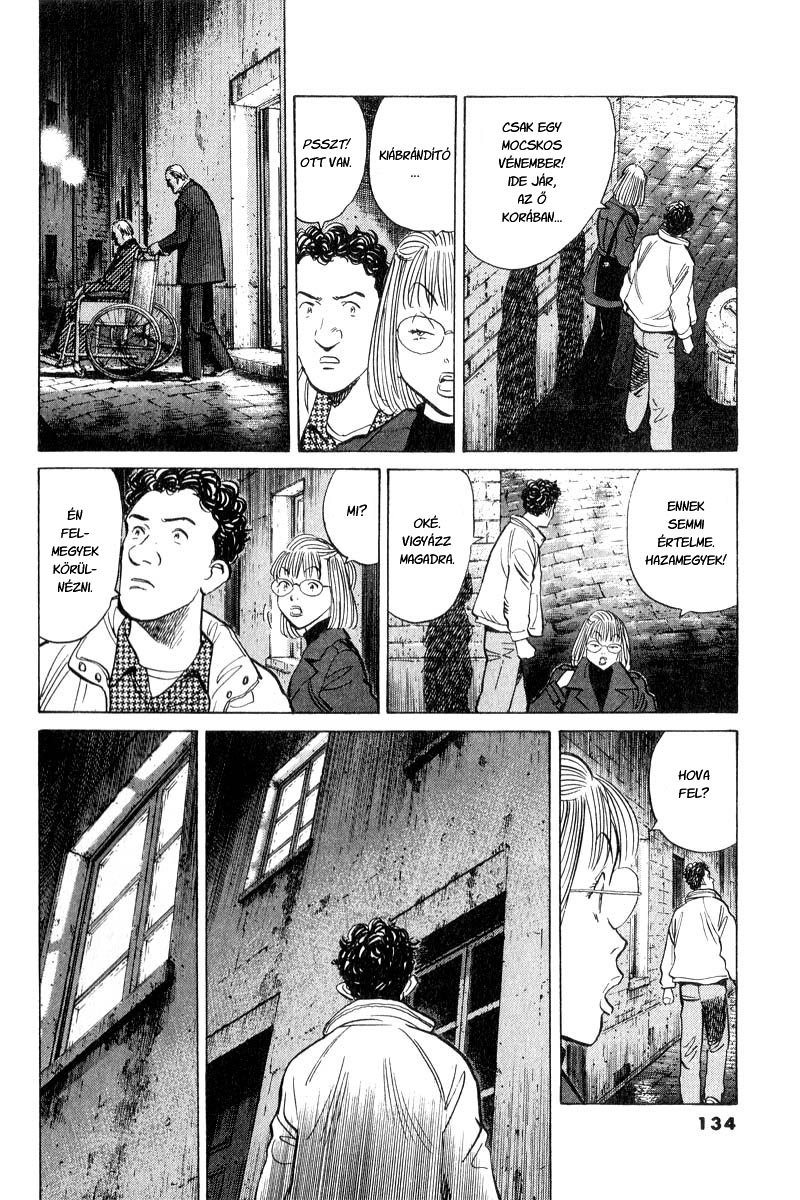 CSAK EGY
MOCSKOS
VÉNEMBER!
IDE JÁR,
AZ Ő
KORÁBAN...
KIÁBRÁNDÍTÓ
...
PSSZT!
OTT VAN.
ENNEK
SEMMI
ÉRTELME.
HAZAMEGYEK!
OKÉ.
VIGYÁZZ
MAGADRA.
MI?
ÉN
FEL-
MEGYEK
KÖRÜL-
NÉZNI.
HOVA
FEL?
134